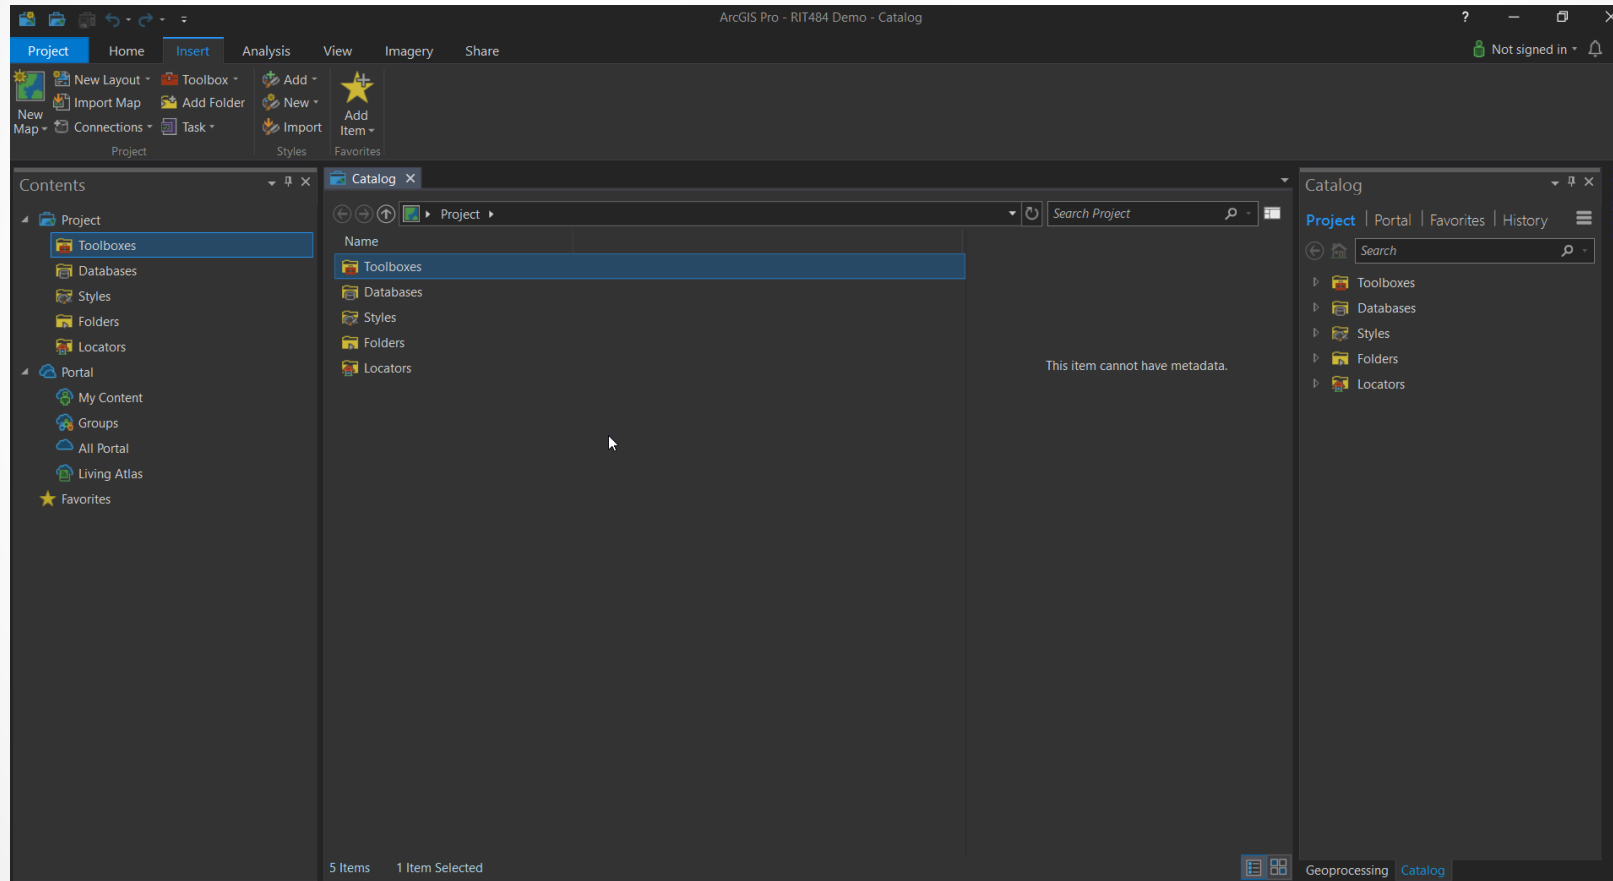 ArcGIS Pro - RIT484 Demo - Catalog
?
Project Home Insert Analysis View Imagery Share
Not signed in
New Map
New Layout
Import Map
Connections
Toolbox
Add Folder
Task
Project
Add
New
Import
Styles
Add Item
Favorites
Contents
Project
Toolboxes
Databases
Styles
Folders
Locators
Portal
My Content
Groups
All Portal
Living Atlas
Favorites
Catalog
Project
Search Project
Name
Toolboxes
Databases
Styles
Folders
Locators
This item cannot have metadata.
5 Items 1 Item Selected
Catalog
Project Portal Favorites History
Search
Toolboxes
Databases
Styles
Folders
Locators
Geoprocessing Catalog